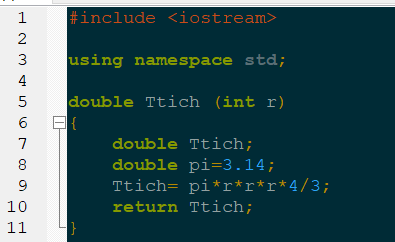 1 #include <iostream>
2
3 using namespace std;
4
5 double Ttich (int r)
6 {
7 double Ttich;
8 double pi=3.14;
9 Ttich= pi*r*r*r*4/3;
10 return Ttich;
11 }